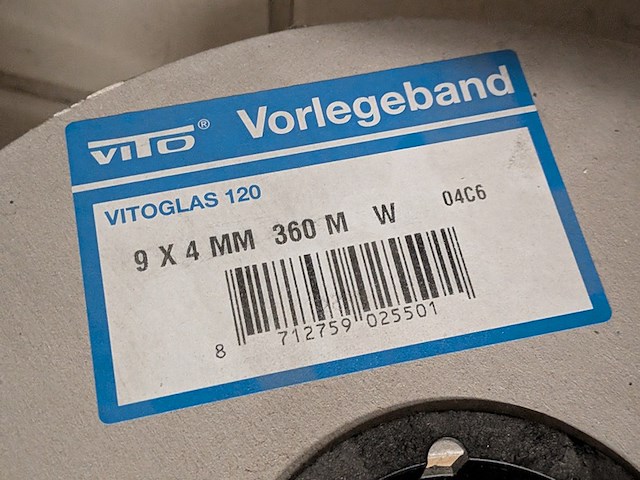 VITO® Vorlegeband
VITOGLAS 120
9 X 4 MM 360 M W 04C6
8 712759 025501